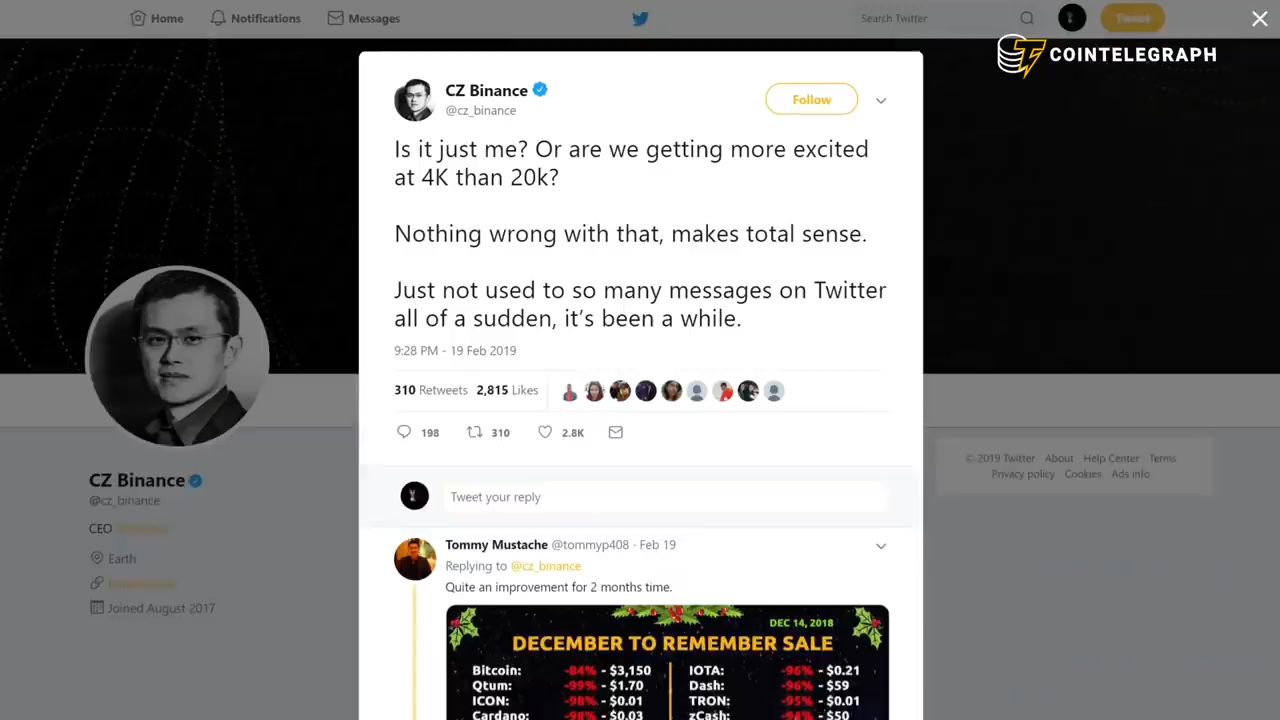 Home
Notifications
Messages
Search Twitter
Tweet
COINTELEGRAPH
CZ Binance
@cz_binance
Follow
Is it just me? Or are we getting more excited
at 4K than 20k?
Nothing wrong with that, makes total sense.
Just not used to so many messages on Twitter
all of a sudden, it's been a while.
9:28 PM - 19 Feb 2019
310 Retweets 2,815 Likes
198 310 2.8K
Tweet your reply
Tommy Mustache @tommyp408 · Feb 19
Replying to @cz_binance
Quite an improvement for 2 months time.
DEC 14, 2018
DECEMBER TO REMEMBER SALE
Bitcoin: -84% - $3,150
Qtum: -99% - $1.70
ICON: -98% - $0.01
Cardano: -98% - $0.03
IOTA: -96% - $0.21
Dash: -96% - $59
TRON: -95% - $0.01
zCash: -94% - $50
CZ Binance
@cz_binance
CEO
Earth
Joined August 2017
© 2019 Twitter About Help Center Terms
Privacy policy Cookies Ads info